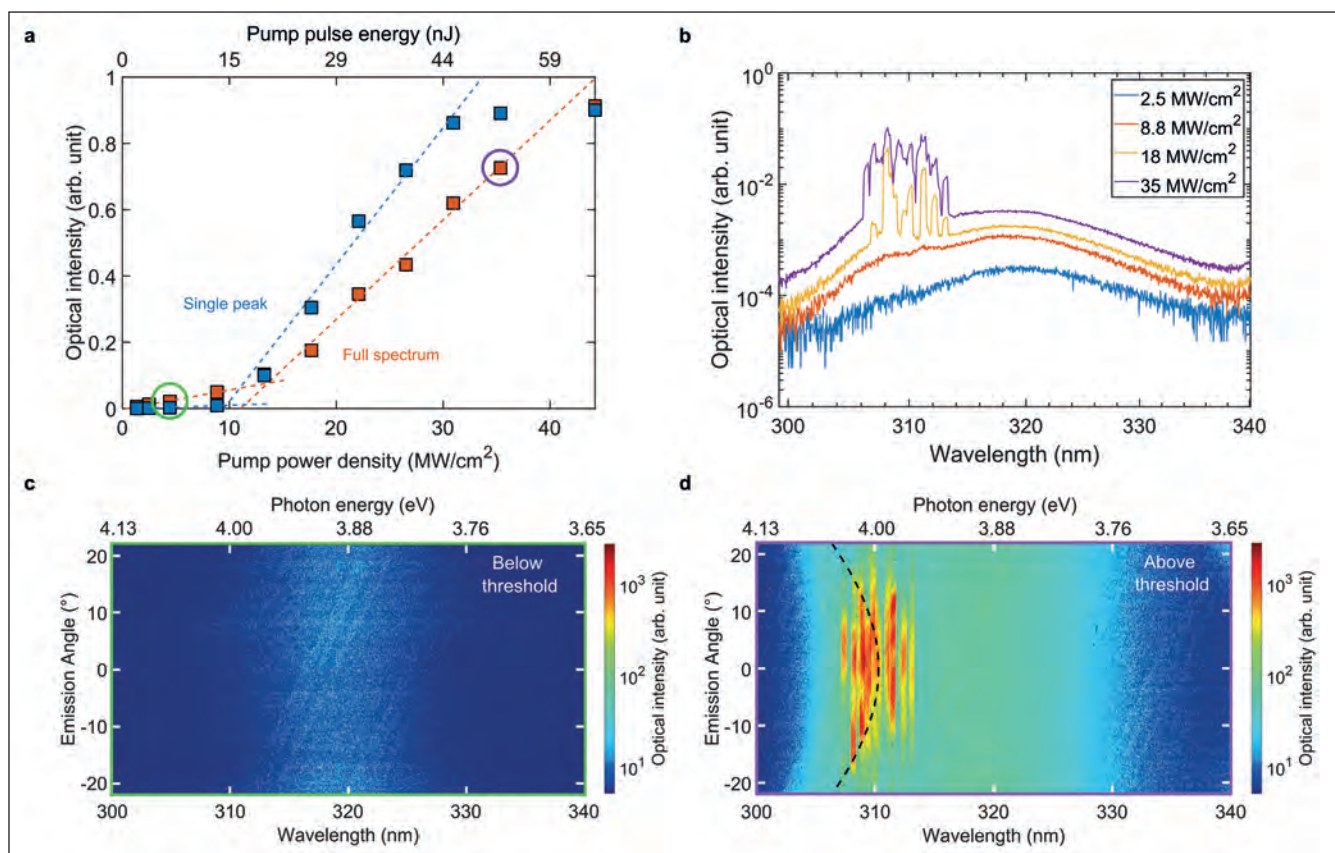 a
Pump pulse energy (nJ)
0 15 29 44 59
1
0.8
0.6
0.4
0.2
0
Optical intensity (arb. unit)
Single peak
Full spectrum
0 10 20 30 40
Pump power density (MW/cm²)
b
10⁰
10⁻²
10⁻⁴
10⁻⁶
Optical intensity (arb. unit)
2.5 MW/cm²
8.8 MW/cm²
18 MW/cm²
35 MW/cm²
300 310 320 330 340
Wavelength (nm)
c
Photon energy (eV)
4.13 4.00 3.88 3.76 3.65
20
10
0
-10
-20
Emission Angle (°)
Below
threshold
10³
10²
10¹
Optical intensity (arb. unit)
300 310 320 330 340
Wavelength (nm)
d
Photon energy (eV)
4.13 4.00 3.88 3.76 3.65
20
10
0
-10
-20
Emission Angle (°)
Above
threshold
10³
10²
10¹
Optical intensity (arb. unit)
300 310 320 330 340
Wavelength (nm)